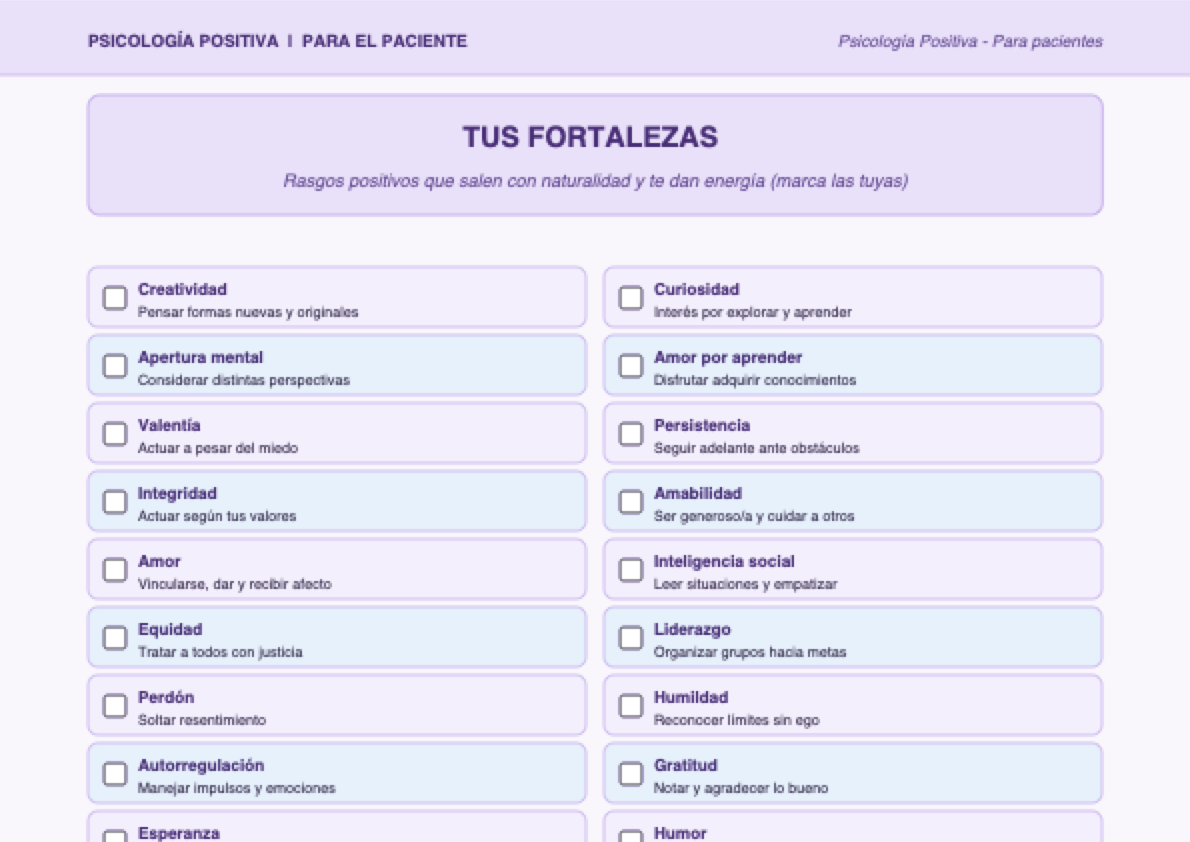 PSICOLOGÍA POSITIVA | PARA EL PACIENTE
Psicología Positiva - Para pacientes
TUS FORTALEZAS
Rasgos positivos que salen con naturalidad y te dan energía (marca las tuyas)
Creatividad
Pensar formas nuevas y originales
Curiosidad
Interés por explorar y aprender
Apertura mental
Considerar distintas perspectivas
Amor por aprender
Disfrutar adquirir conocimientos
Valentía
Actuar a pesar del miedo
Persistencia
Seguir adelante ante obstáculos
Integridad
Actuar según tus valores
Amabilidad
Ser generoso/a y cuidar a otros
Amor
Vincularse, dar y recibir afecto
Inteligencia social
Leer situaciones y empatizar
Equidad
Tratar a todos con justicia
Liderazgo
Organizar grupos hacia metas
Perdón
Soltar resentimiento
Humildad
Reconocer límites sin ego
Autorregulación
Manejar impulsos y emociones
Gratitud
Notar y agradecer lo bueno
Esperanza
Humor